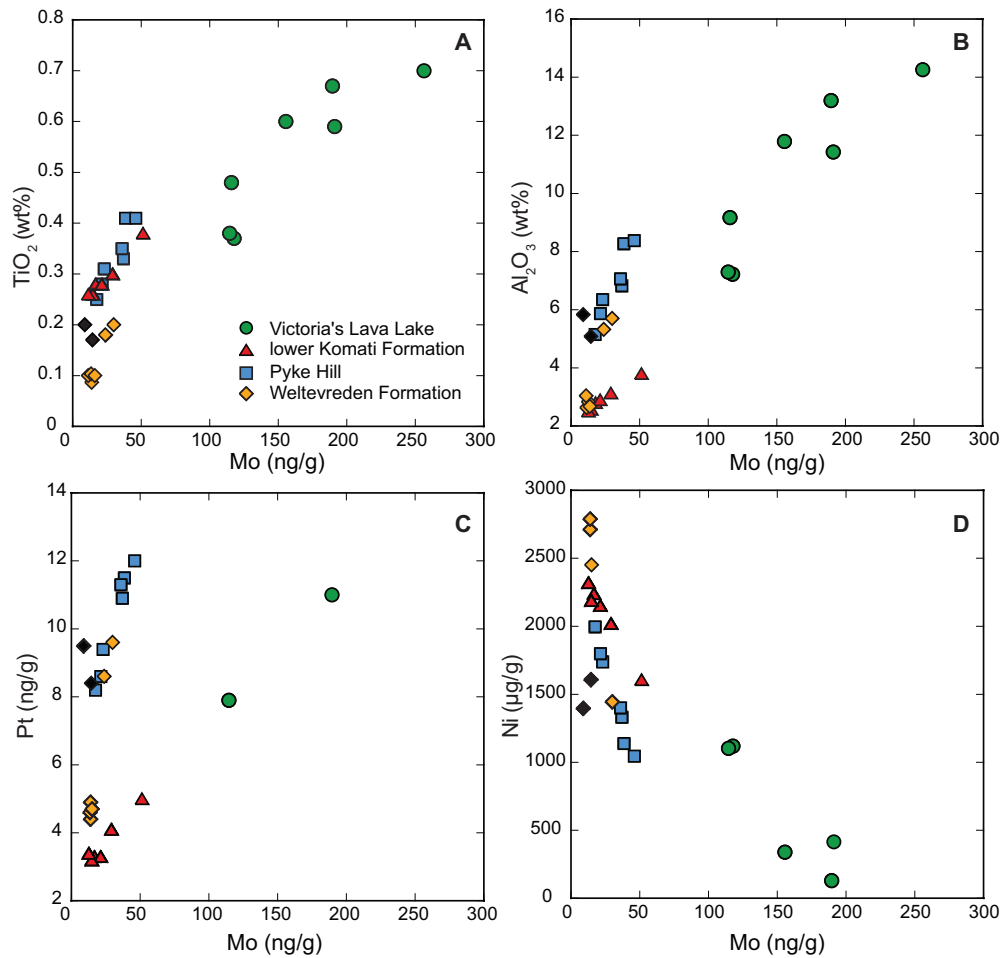 A
TiO2 (wt%)
0.8
0.7
0.6
0.5
0.4
0.3
0.2
0.1
0
0 50 100 150 200 250 300
Mo (ng/g)
Victoria's Lava Lake
lower Komati Formation
Pyke Hill
Weltevreden Formation
B
Al2O3 (wt%)
16
14
12
10
8
6
4
2
0 50 100 150 200 250 300
Mo (ng/g)
C
Pt (ng/g)
14
12
10
8
6
4
2
0 50 100 150 200 250 300
Mo (ng/g)
D
Ni (µg/g)
3000
2500
2000
1500
1000
500
0
0 50 100 150 200 250 300
Mo (ng/g)